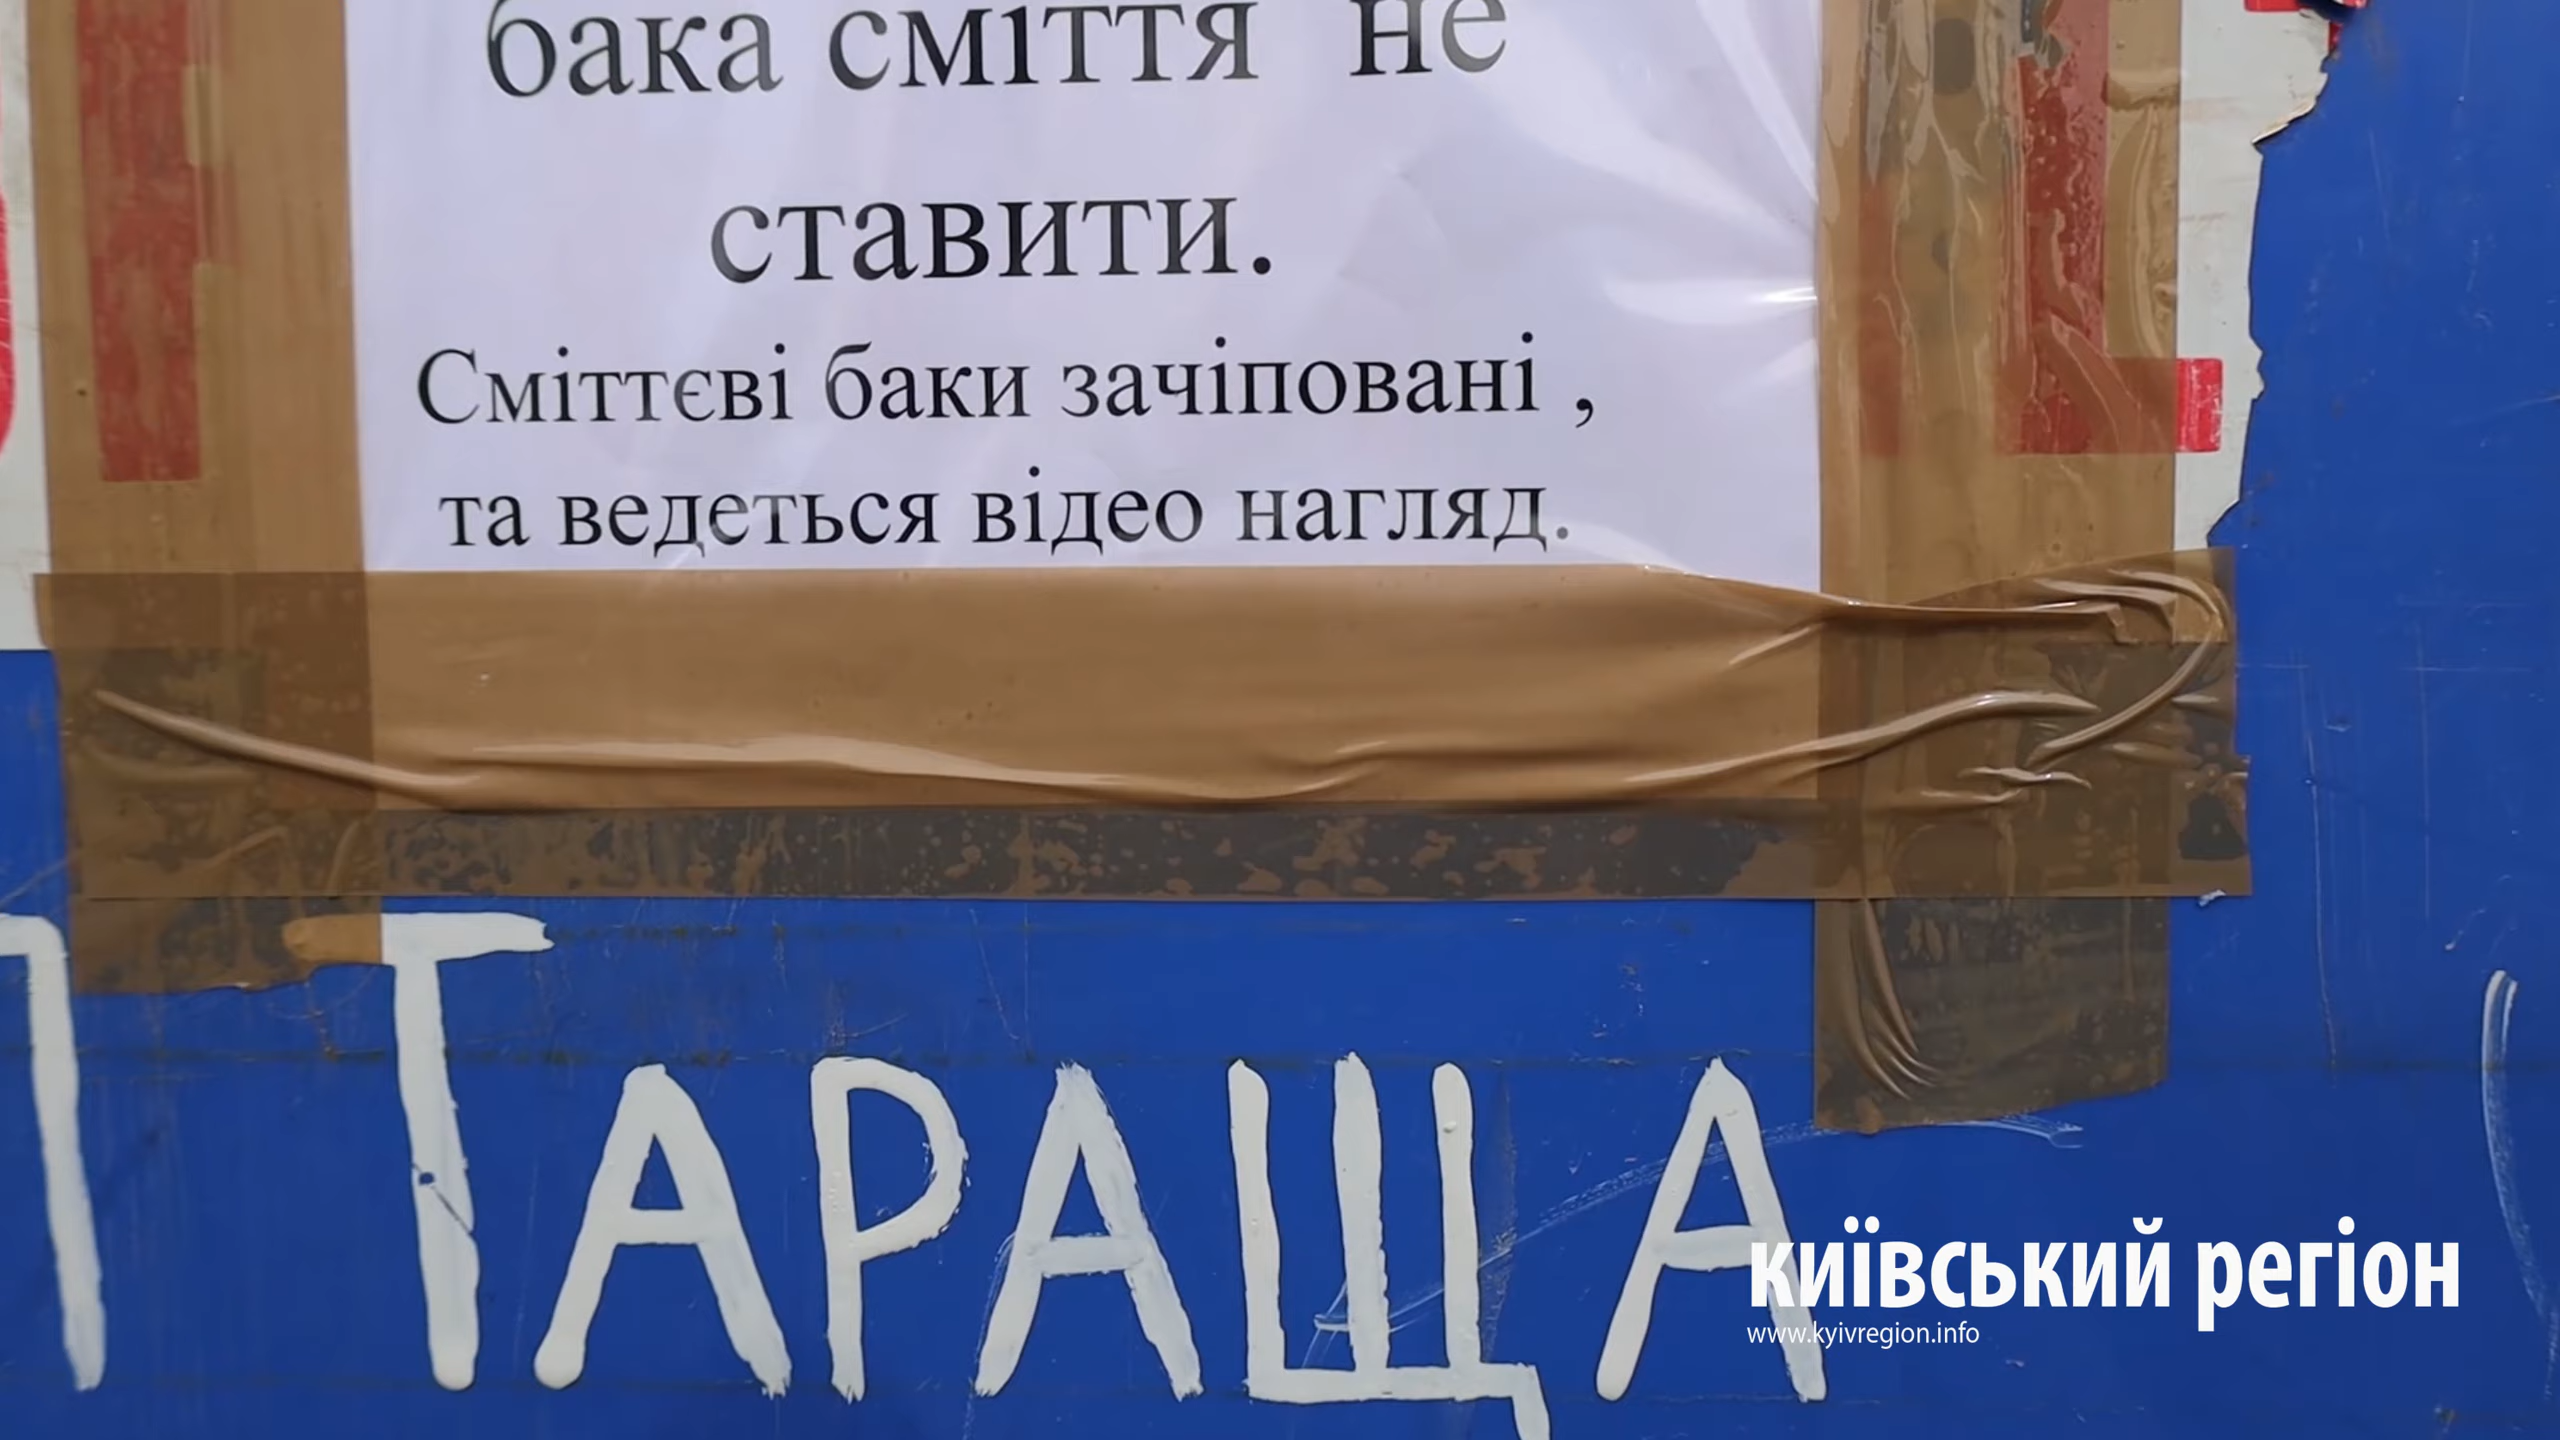 бака сміття не
ставити.
Сміттєві баки зачіповані ,
та ведеться відео нагляд.
ТАРАЩА
київський регіон
www.kyivregion.info